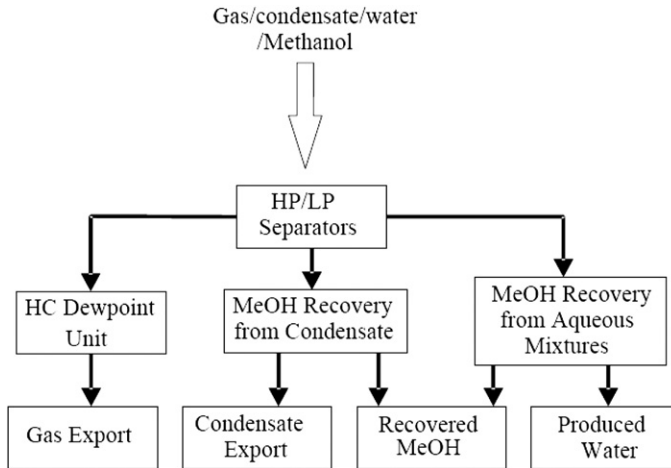 Gas/condensate/water
/Methanol
HP/LP
Separators
HC Dewpoint
Unit
MeOH Recovery
from Condensate
MeOH Recovery
from Aqueous
Mixtures
Gas Export
Condensate
Export
Recovered
MeOH
Produced
Water